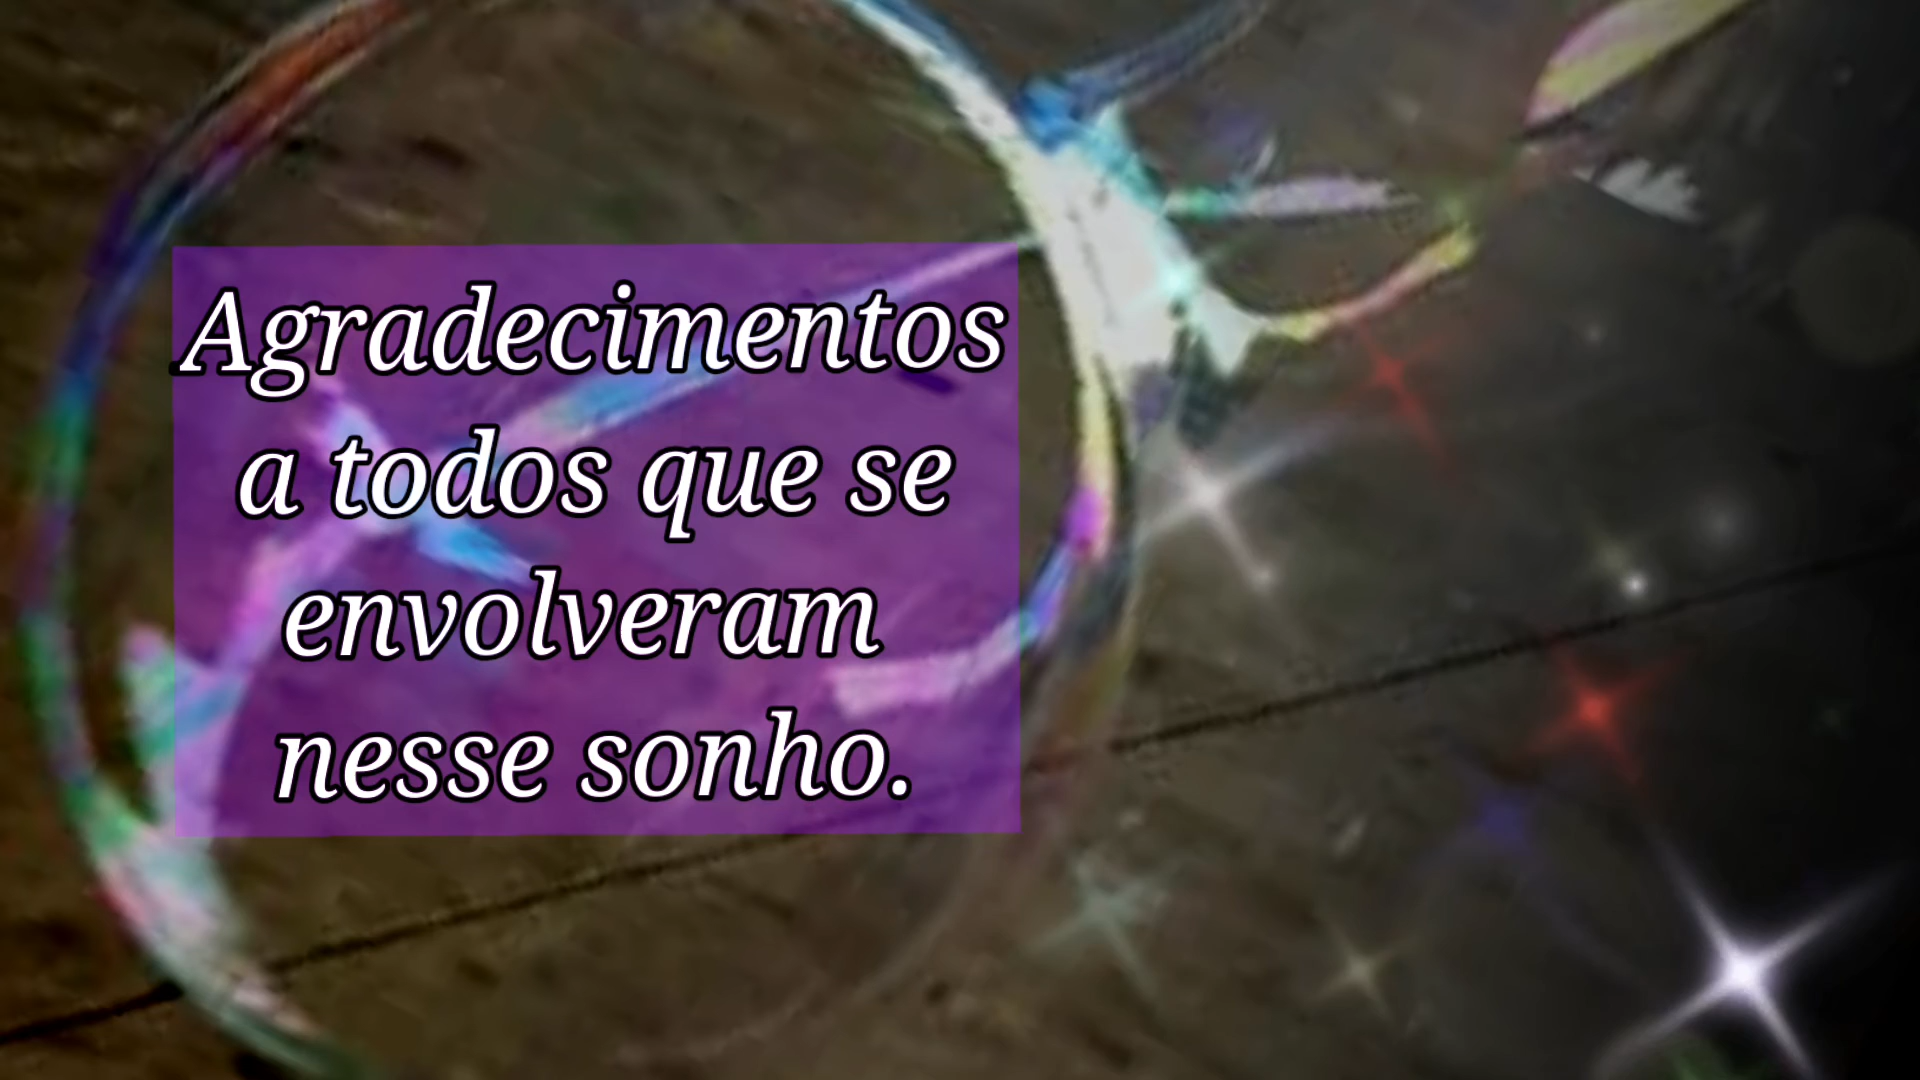 Agradecimentos
a todos que se
envolveram
nesse sonho.